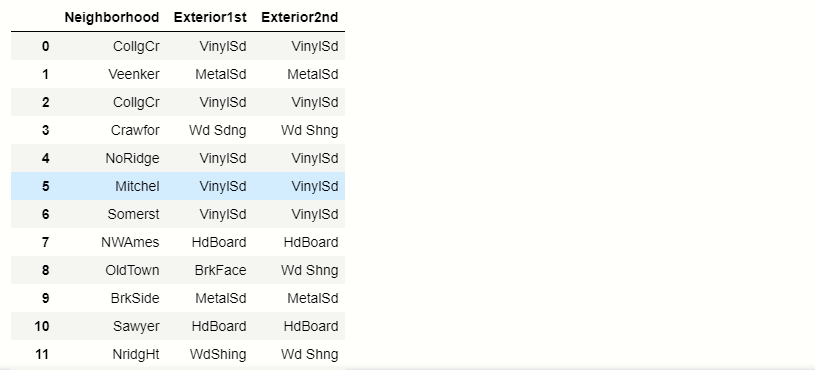 Neighborhood Exterior1st Exterior2nd
0 CollgCr VinylSd VinylSd
1 Veenker MetalSd MetalSd
2 CollgCr VinylSd VinylSd
3 Crawfor Wd Sdng Wd Shng
4 NoRidge VinylSd VinylSd
5 Mitchel VinylSd VinylSd
6 Somerst VinylSd VinylSd
7 NWAmes HdBoard HdBoard
8 OldTown BrkFace Wd Shng
9 BrkSide MetalSd MetalSd
10 Sawyer HdBoard HdBoard
11 NridgHt WdShing Wd Shng